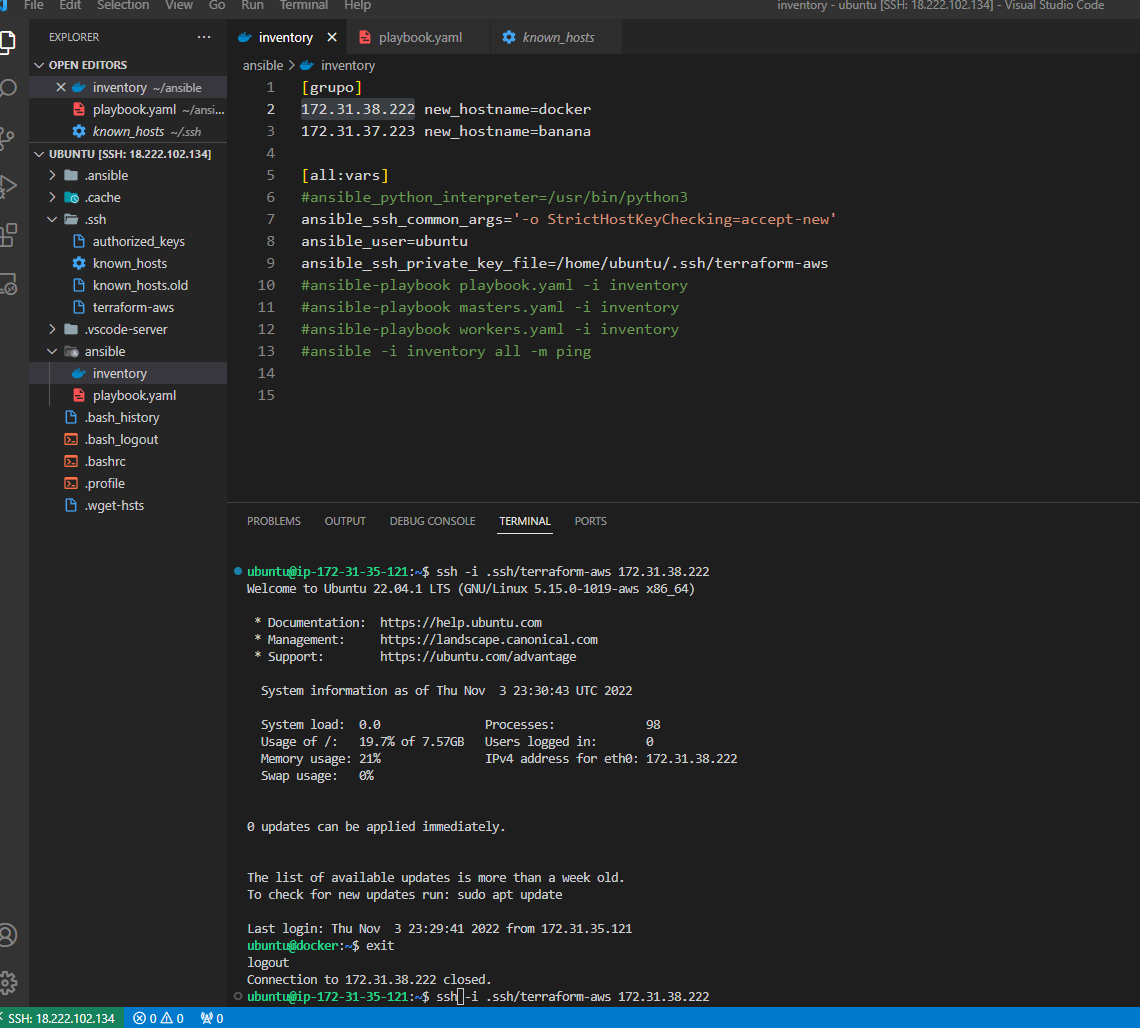 File Edit Selection View Go Run Terminal Help inventory - ubuntu [SSH: 18.222.102.134] - Visual Studio Code
EXPLORER ...
OPEN EDITORS
inventory ~/ansible
playbook.yaml ~/ansi...
known_hosts ~/.ssh
UBUNTU [SSH: 18.222.102.134]
.ansible
.cache
.ssh
authorized_keys
known_hosts
known_hosts.old
terraform-aws
.vscode-server
ansible
inventory
playbook.yaml
.bash_history
.bash_logout
.bashrc
.profile
.wget-hsts
inventory playbook.yaml known_hosts
ansible > inventory
1 [grupo]
2 172.31.38.222 new_hostname=docker
3 172.31.37.223 new_hostname=banana
4
5 [all:vars]
6 #ansible_python_interpreter=/usr/bin/python3
7 ansible_ssh_common_args='-o StrictHostKeyChecking=accept-new'
8 ansible_user=ubuntu
9 ansible_ssh_private_key_file=/home/ubuntu/.ssh/terraform-aws
10 #ansible-playbook playbook.yaml -i inventory
11 #ansible-playbook masters.yaml -i inventory
12 #ansible-playbook workers.yaml -i inventory
13 #ansible -i inventory all -m ping
14
15
PROBLEMS OUTPUT DEBUG CONSOLE TERMINAL PORTS
ubuntu@ip-172-31-35-121:~$ ssh -i .ssh/terraform-aws 172.31.38.222
Welcome to Ubuntu 22.04.1 LTS (GNU/Linux 5.15.0-1019-aws x86_64)
* Documentation: https://help.ubuntu.com
* Management: https://landscape.canonical.com
* Support: https://ubuntu.com/advantage
System information as of Thu Nov 3 23:30:43 UTC 2022
System load: 0.0 Processes: 98
Usage of /: 19.7% of 7.57GB Users logged in: 0
Memory usage: 21% IPv4 address for eth0: 172.31.38.222
Swap usage: 0%
0 updates can be applied immediately.
The list of available updates is more than a week old.
To check for new updates run: sudo apt update
Last login: Thu Nov 3 23:29:41 2022 from 172.31.35.121
ubuntu@docker:~$ exit
logout
Connection to 172.31.38.222 closed.
ubuntu@ip-172-31-35-121:~$ ssh -i .ssh/terraform-aws 172.31.38.222
SSH: 18.222.102.134 0 0 0